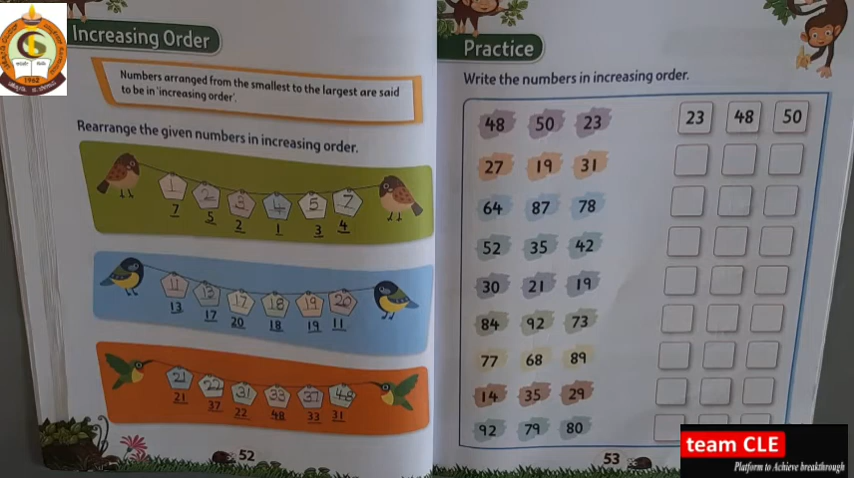 Increasing Order
Numbers arranged from the smallest to the largest are said
to be in 'increasing order'.
Rearrange the given numbers in increasing order.
1 2 3 4 5 7
7 5 2 1 3 4
11 13 17 18 19 20
13 17 20 18 19 11
21 22 31 33 37 48
21 37 22 48 33 31
52
Practice
Write the numbers in increasing order.
48 50 23 23 48 50
27 19 31
64 87 78
52 35 42
30 21 19
84 92 73
77 68 89
14 35 29
92 79 80
53
1962
team CLE
Platform to Achieve breakthrough